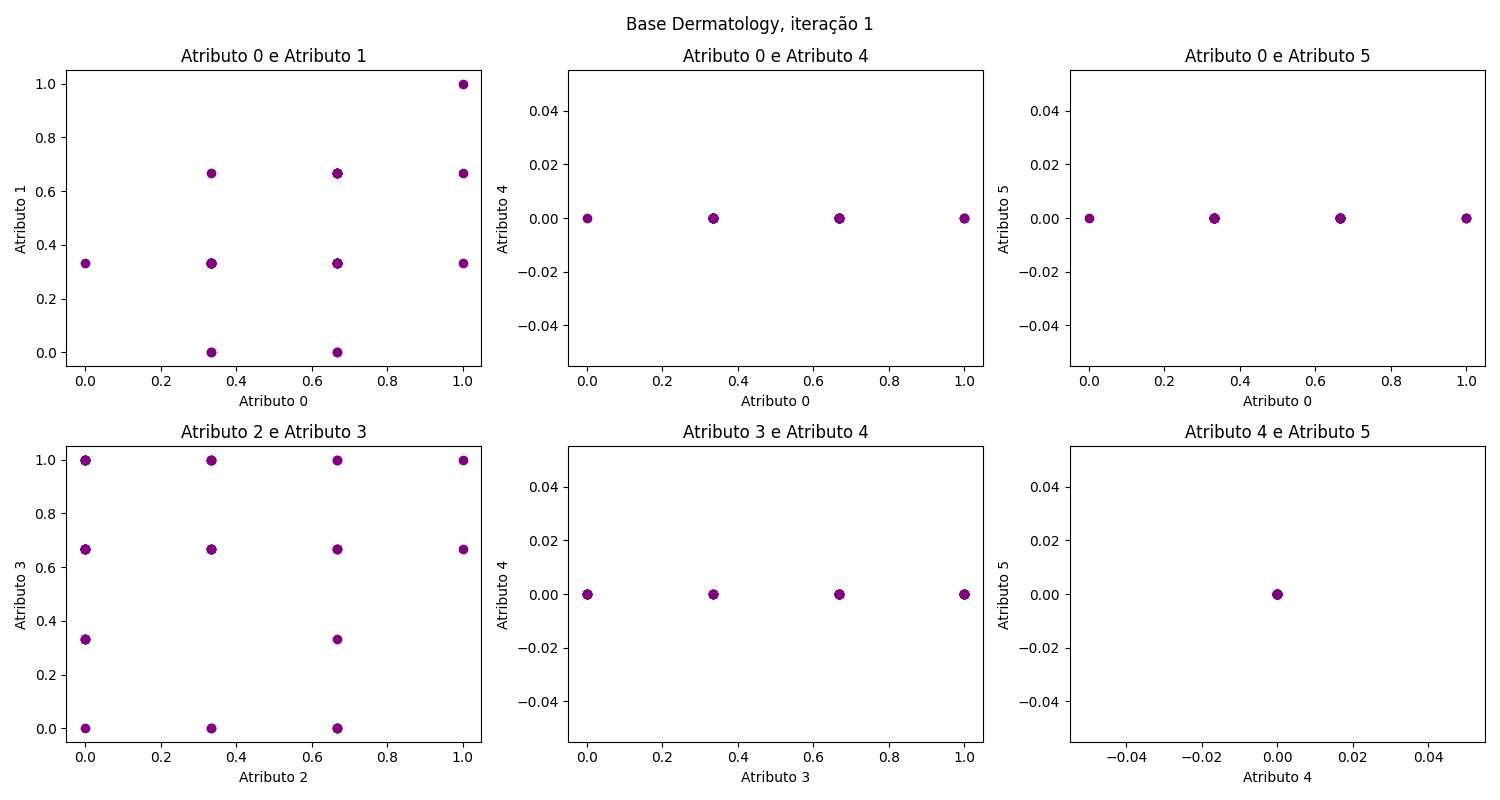 Base Dermatology, iteração 1
Atributo 0 e Atributo 1
1.0
0.8
0.6
0.4
0.2
0.0
Atributo 1
0.0 0.2 0.4 0.6 0.8 1.0
Atributo 0
Atributo 0 e Atributo 4
0.04
0.02
0.00
−0.02
−0.04
Atributo 4
0.0 0.2 0.4 0.6 0.8 1.0
Atributo 0
Atributo 0 e Atributo 5
0.04
0.02
0.00
−0.02
−0.04
Atributo 5
0.0 0.2 0.4 0.6 0.8 1.0
Atributo 0
Atributo 2 e Atributo 3
1.0
0.8
0.6
0.4
0.2
0.0
Atributo 3
0.0 0.2 0.4 0.6 0.8 1.0
Atributo 2
Atributo 3 e Atributo 4
0.04
0.02
0.00
−0.02
−0.04
Atributo 4
0.0 0.2 0.4 0.6 0.8 1.0
Atributo 3
Atributo 4 e Atributo 5
0.04
0.02
0.00
−0.02
−0.04
Atributo 5
−0.04 −0.02 0.00 0.02 0.04
Atributo 4